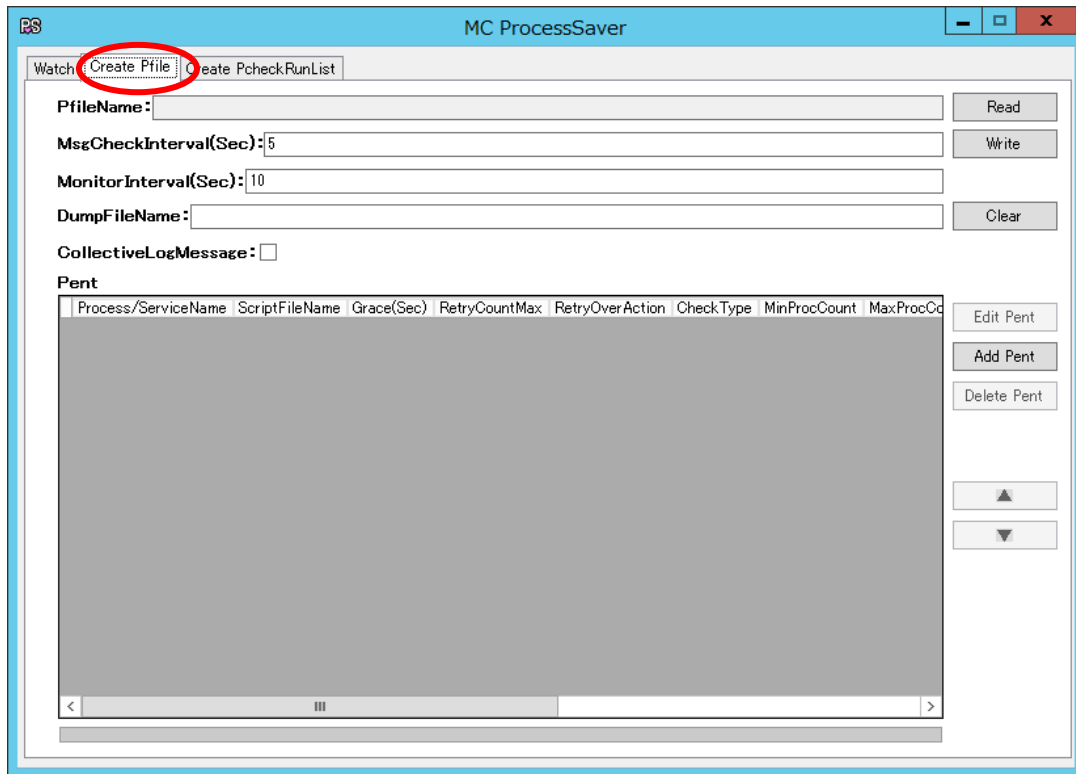 PS MC ProcessSaver
Watch Create Pfile Create PcheckRunList
PfileName: Read
MsgCheckInterval(Sec): 5 Write
MonitorInterval(Sec): 10
DumpFileName: Clear
CollectiveLogMessage:
Pent
Process/ServiceName ScriptFileName Grace(Sec) RetryCountMax RetryOverAction CheckType MinProcCount MaxProcCo
Edit Pent
Add Pent
Delete Pent